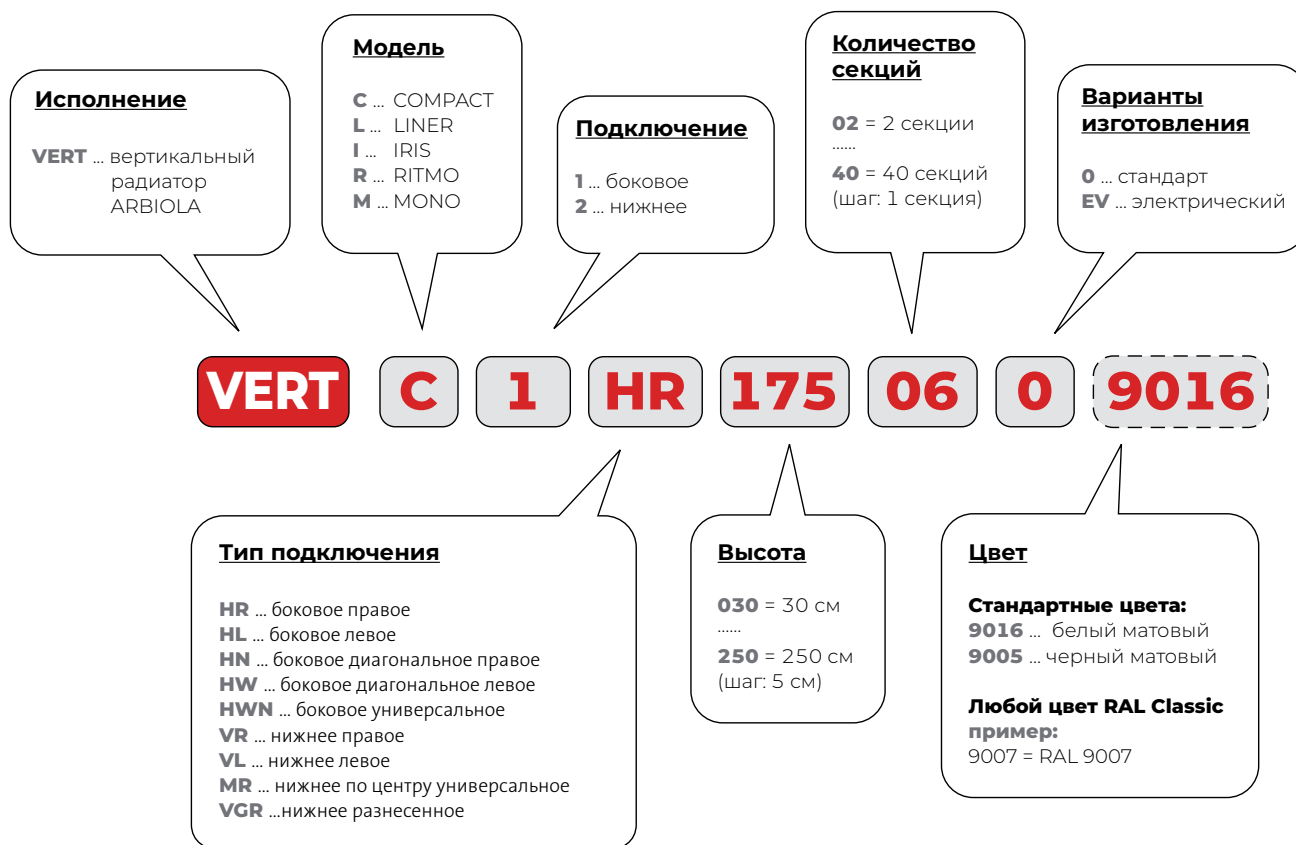 Исполнение
VERT ... вертикальный
радиатор
ARBIOLA
Модель
C ... COMPACT
L ... LINER
I ... IRIS
R ... RITMO
M ... MONO
Подключение
1 ... боковое
2 ... нижнее
Количество
секций
02 = 2 секции
......
40 = 40 секций
(шаг: 1 секция)
Варианты
изготовления
0 ... стандарт
EV ... электрический
VERT C 1 HR 175 06 0 9016
Тип подключения
HR ... боковое правое
HL ... боковое левое
HN ... боковое диагональное правое
HW ... боковое диагональное левое
HWN ... боковое универсальное
VR ... нижнее правое
VL ... нижнее левое
MR ... нижнее по центру универсальное
VGR ...нижнее разнесенное
Высота
030 = 30 см
......
250 = 250 см
(шаг: 5 см)
Цвет
Стандартные цвета:
9016 ... белый матовый
9005 ... черный матовый
Любой цвет RAL Classic
пример:
9007 = RAL 9007